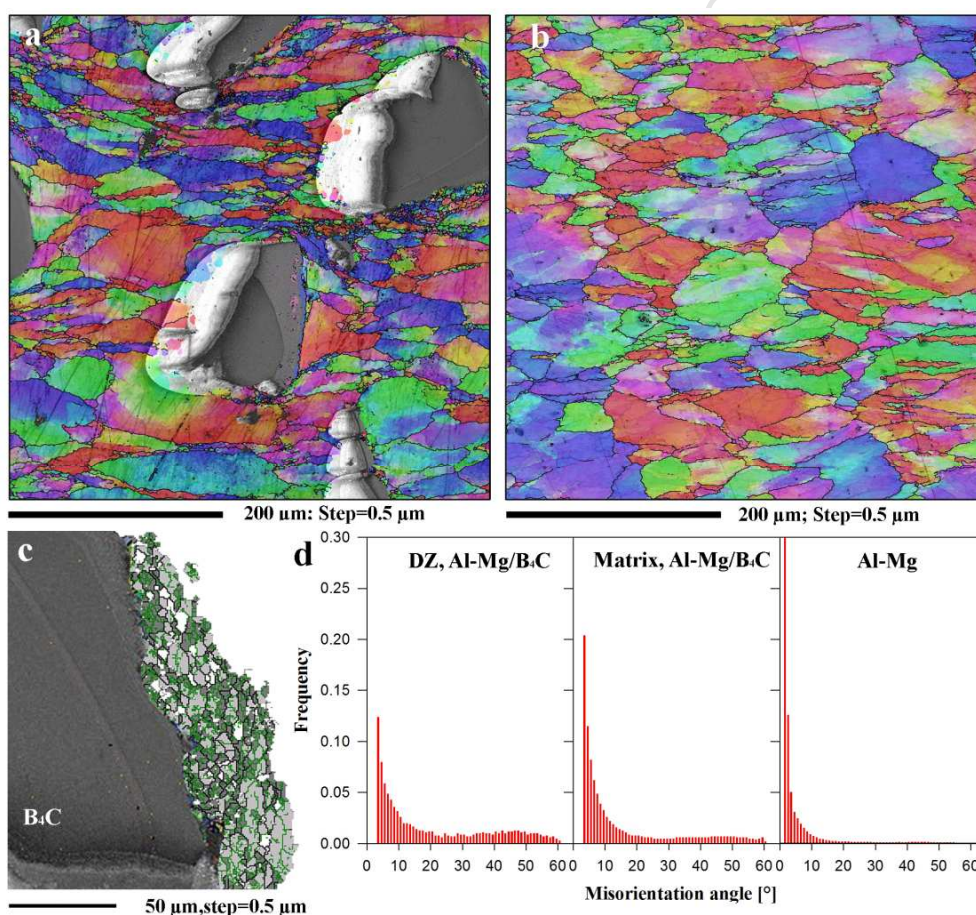 a
b
200 µm; Step=0.5 µm
200 µm; Step=0.5 µm
c
d
B₄C
50 µm,step=0.5 µm
DZ, Al-Mg/B₄C
Matrix, Al-Mg/B₄C
Al-Mg
Frequency
0.30
0.25
0.20
0.15
0.10
0.05
0.00
0 10 20 30 40 50 60 0 10 20 30 40 50 60 0 10 20 30 40 50 60
Misorientation angle [°]